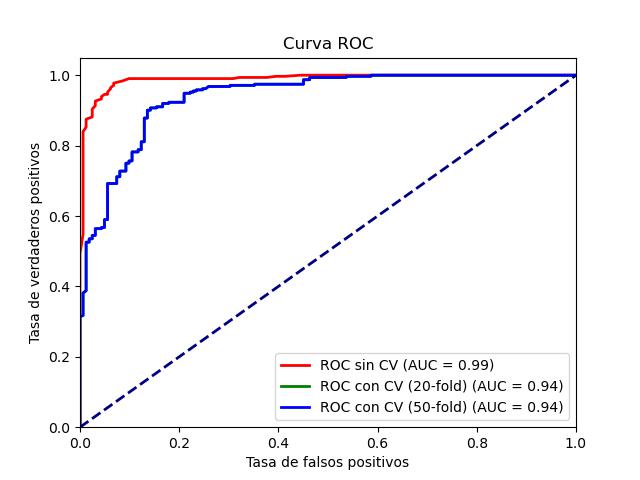 Curva ROC
Tasa de verdaderos positivos
1.0
0.8
0.6
0.4
0.2
0.0
ROC sin CV (AUC = 0.99)
ROC con CV (20-fold) (AUC = 0.94)
ROC con CV (50-fold) (AUC = 0.94)
0.0 0.2 0.4 0.6 0.8 1.0
Tasa de falsos positivos